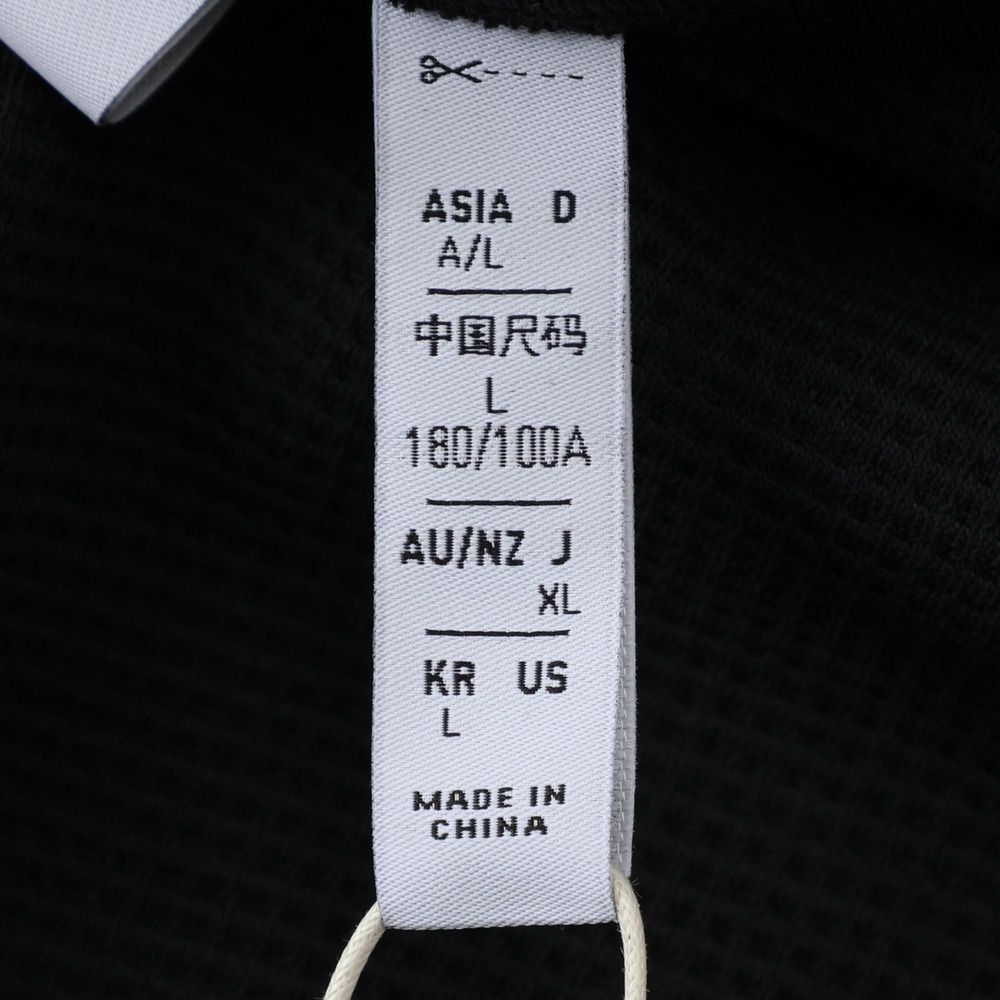 ASIA D
A/L
中国尺码
L
180/100A
AU/NZ J
XL
KR US
L
MADE IN
CHINA